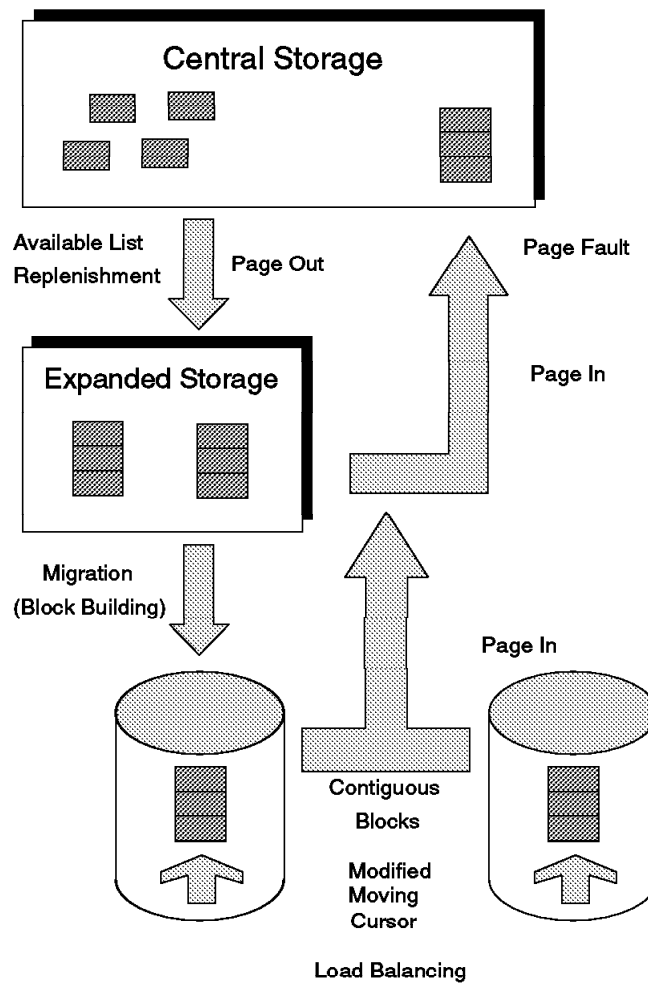 Central Storage
Available List
Replenishment
Page Out
Page Fault
Page In
Expanded Storage
Migration
(Block Building)
Page In
Contiguous
Blocks
Modified
Moving
Cursor
Load Balancing